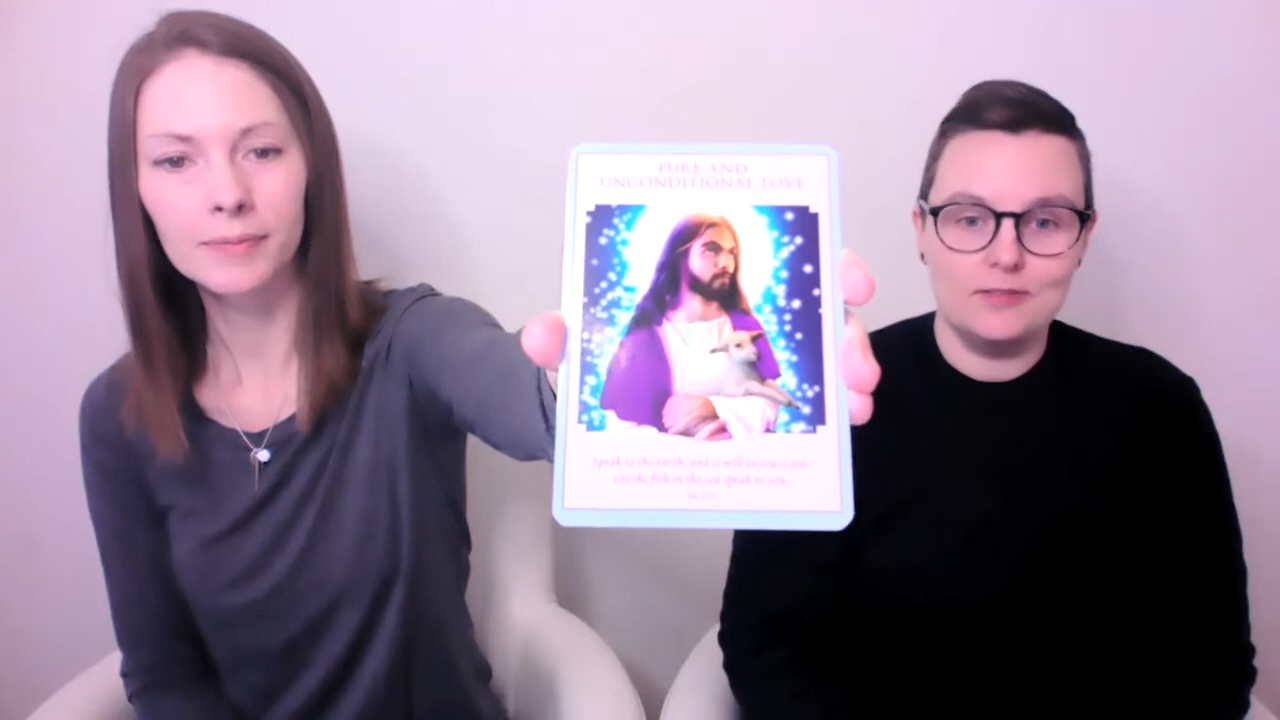 PURE AND
UNCONDITIONAL LOVE
Speak to the earth, and it will instruct you.
Let the fish in the sea speak to you.